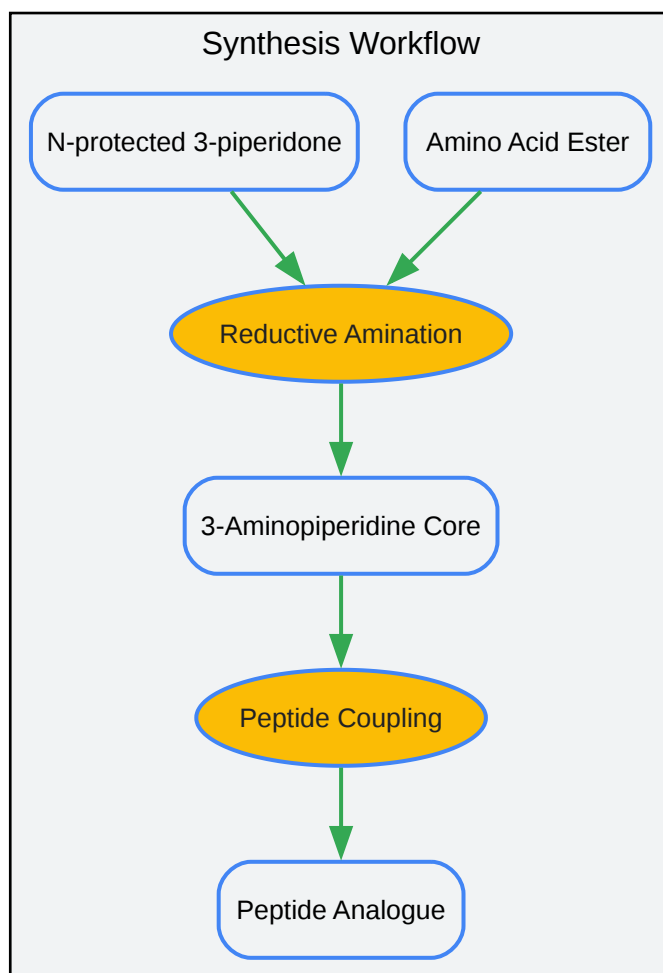 Synthesis Workflow
N-protected 3-piperidone
Amino Acid Ester
Reductive Amination
3-Aminopiperidine Core
Peptide Coupling
Peptide Analogue